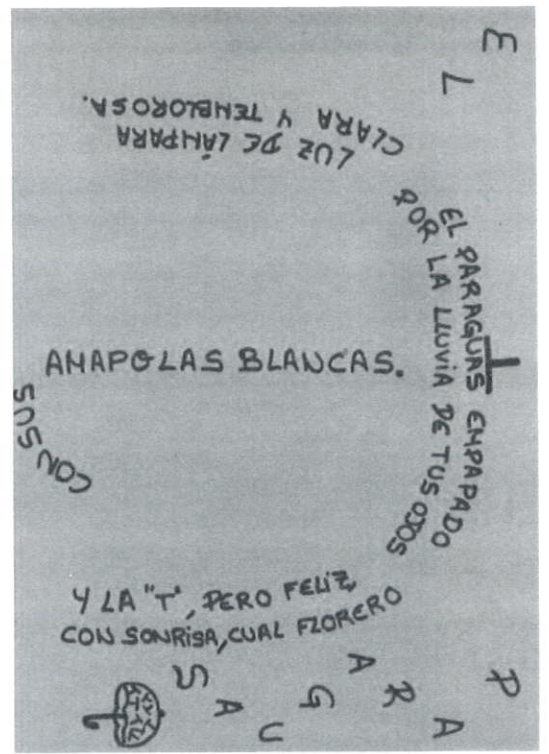 EL PARAGUAS
LUZ DE LÁMPARA
CLARA Y TEMBLOROSA.
EL PARAGUAS EMPAPADO
POR LA LLUVIA DE TUS OJOS
T
Y LA "T", PERO FELIZ,
CON SONRISA, CUAL FLORERO
CON SUS
AMAPOLAS BLANCAS.